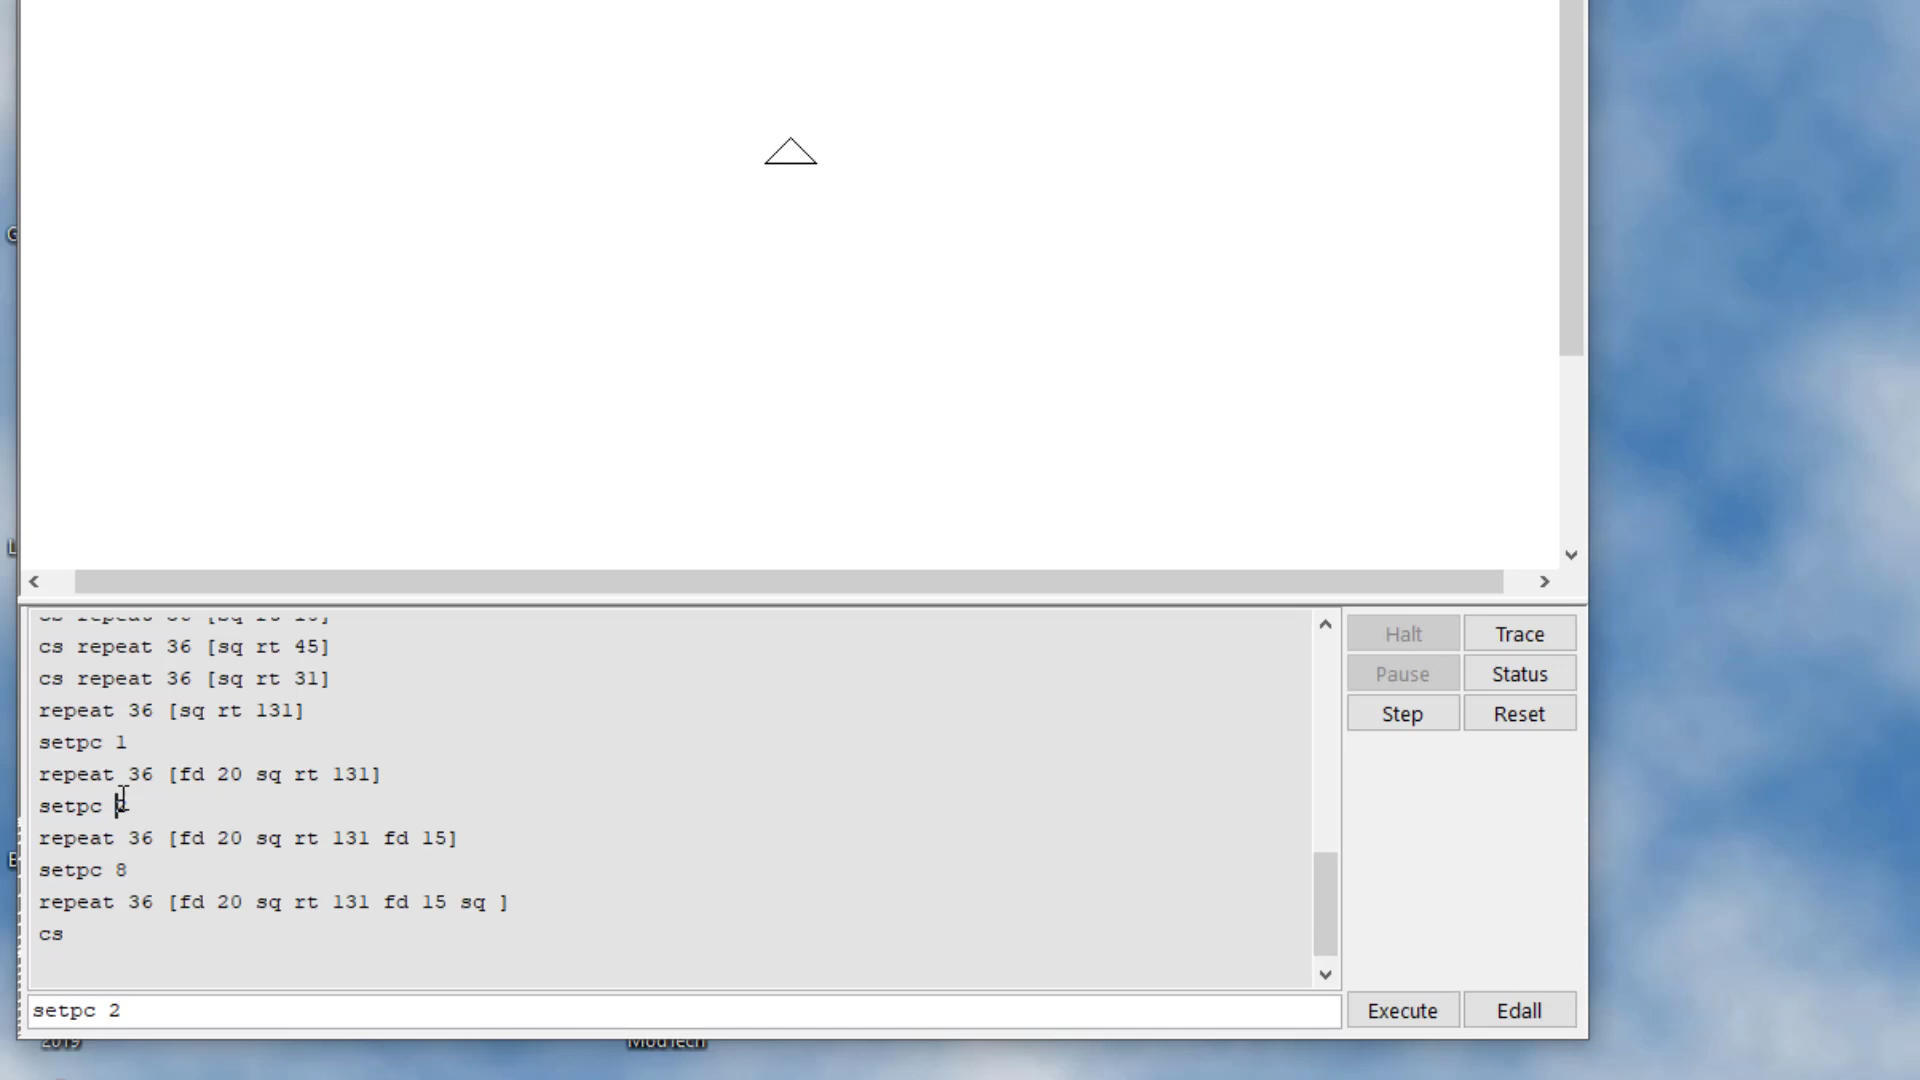 cs repeat 36 [sq rt 45]
cs repeat 36 [sq rt 31]
repeat 36 [sq rt 131]
setpc 1
repeat 36 [fd 20 sq rt 131]
setpc 2
repeat 36 [fd 20 sq rt 131 fd 15]
setpc 8
repeat 36 [fd 20 sq rt 131 fd 15 sq ]
cs
setpc 2
Halt
Trace
Pause
Status
Step
Reset
Execute
Edall
2019
ModTech